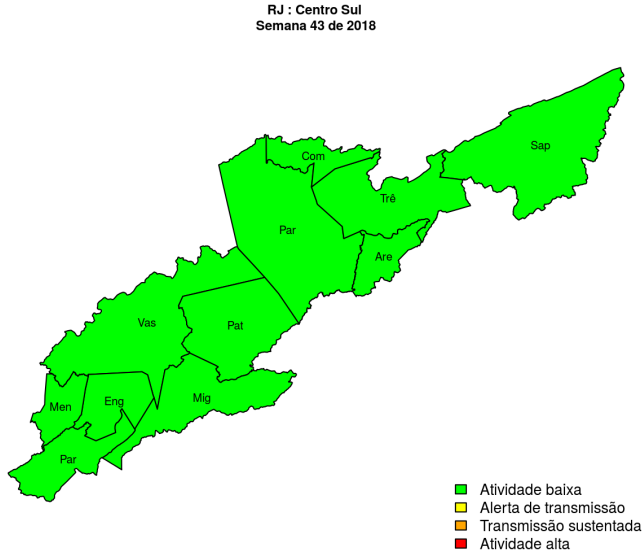 RJ : Centro Sul
Semana 43 de 2018
Sap
Com
Trê
Par
Are
Vas
Pat
Men
Eng
Mig
Par
Atividade baixa
Alerta de transmissão
Transmissão sustentada
Atividade alta